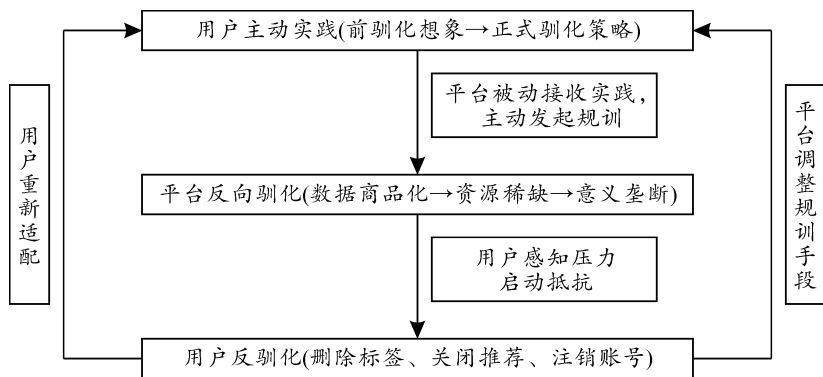 用户主动实践(前驯化想象→正式驯化策略)
平台被动接收实践，
主动发起规训
用户重新适配
平台调整规训手段
平台反向驯化(数据商品化→资源稀缺→意义垄断)
用户感知压力
启动抵抗
用户反驯化(删除标签、关闭推荐、注销账号)